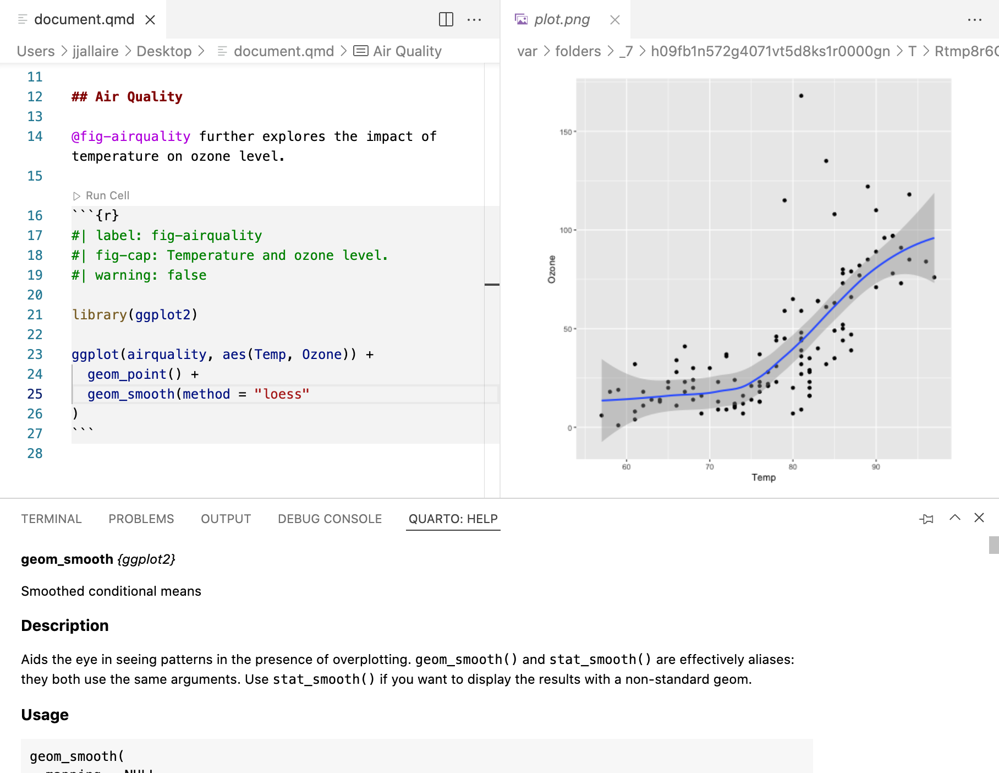 document.qmd
Users > jjallaire > Desktop > document.qmd > Air Quality
11
12 ## Air Quality
13
14 @fig-airquality further explores the impact of
temperature on ozone level.
15
Run Cell
16 ```{r}
17 #| label: fig-airquality
18 #| fig-cap: Temperature and ozone level.
19 #| warning: false
20
21 library(ggplot2)
22
23 ggplot(airquality, aes(Temp, Ozone)) +
24 geom_point() +
25 geom_smooth(method = "loess"
26 )
27 ```
28
plot.png
var > folders > _7 > h09fb1n572g4071vt5d8ks1r0000gn > T > Rtmp8r6
150
100
50
0
Ozone
60 70 80 90
Temp
TERMINAL PROBLEMS OUTPUT DEBUG CONSOLE QUARTO: HELP
geom_smooth {ggplot2}
Smoothed conditional means
Description
Aids the eye in seeing patterns in the presence of overplotting. geom_smooth() and stat_smooth() are effectively aliases:
they both use the same arguments. Use stat_smooth() if you want to display the results with a non-standard geom.
Usage
geom_smooth(